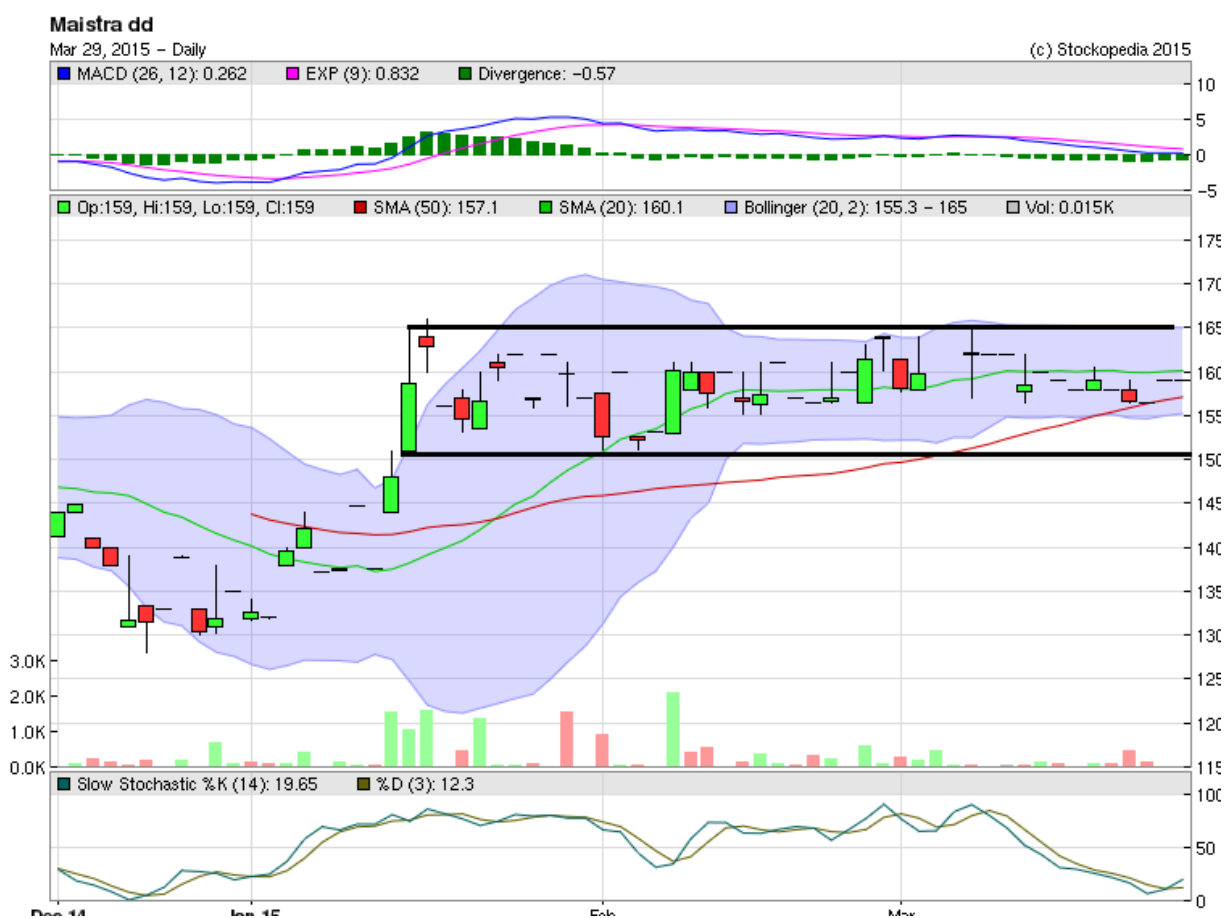 Maistra dd
Mar 29, 2015 – Daily (c) Stockopedia 2015
MACD (26, 12): 0.262 EXP (9): 0.832 Divergence: −0.57
10
5
0
−5
Op:159, Hi:159, Lo:159, Cl:159 SMA (50): 157.1 SMA (20): 160.1 Bollinger (20, 2): 155.3 − 165 Vol: 0.015K
175
170
165
160
155
150
145
140
135
130
3.0K
125
2.0K
120
1.0K
0.0K 115
Slow Stochastic %K (14): 19.65 %D (3): 12.3
100
50
0
Dec 14 Jan 15 Feb Mar